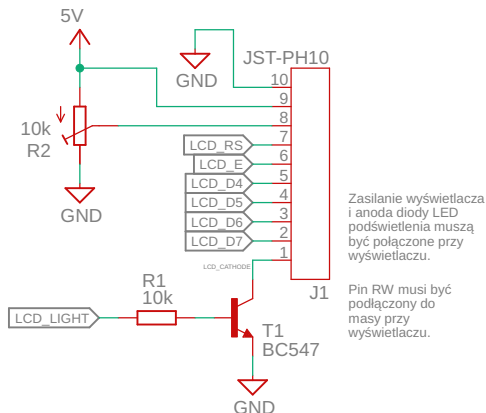 5V
JST-PH10
GND
10
9
8
7
6
5
4
3
2
1
10k
R2
GND
LCD_RS
LCD_E
LCD_D4
LCD_D5
LCD_D6
LCD_D7
LCD_CATHODE
J1
Zasilanie wyświetlacza
i anoda diody LED
podświetlenia muszą
być połączone przy
wyświetlaczu.
Pin RW musi być
podłączony do
masy przy
wyświetlaczu.
R1
10k
LCD_LIGHT
T1
BC547
GND